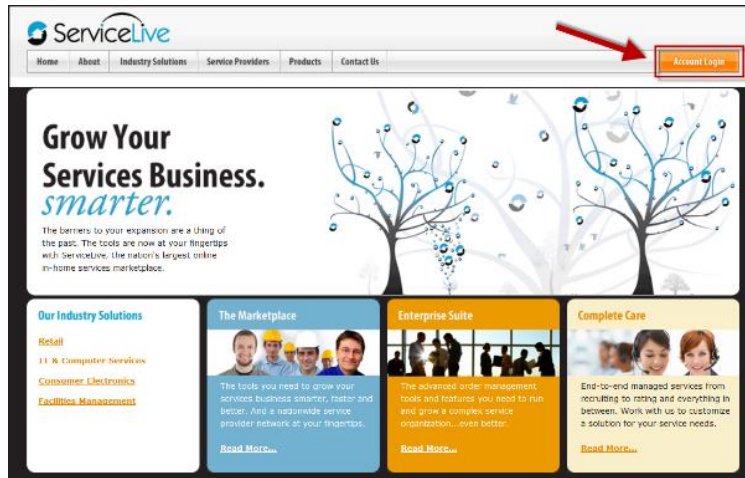 ServiceLive
Home About Industry Solutions Service Providers Products Contact Us Account Login
Grow Your
Services Business.
smarter.
The barriers to your expansion are a thing of
the past. The tools are now at your fingertips
with ServiceLive, the nation's largest online
in-home services marketplace.
Our Industry Solutions
Retail
IT & Computer Services
Consumer Electronics
Facilities Management
The Marketplace
The tools you need to grow your
services business smarter, faster and
better. And a nationwide service
provider network at your fingertips.
Read More...
Enterprise Suite
The advanced order management
tools and features you need to run
and grow a complex service
organization...even better.
Read More...
Complete Care
End-to-end managed services from
recruiting to rating and everything in
between. Work with us to customize
a solution for your service needs.
Read More...